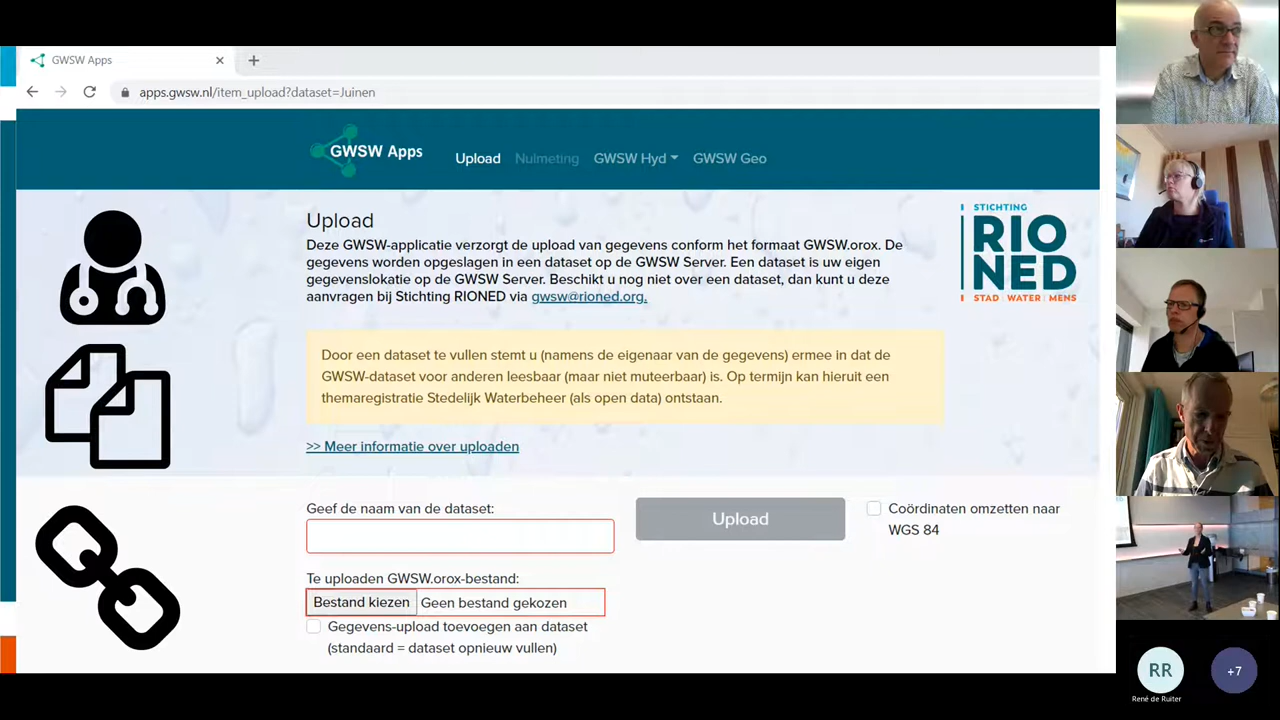 GWSW Apps
apps.gwsw.nl/item_upload?dataset=Juinen
GWSW Apps
Upload
Nulmeting
GWSW Hyd
GWSW Geo
Upload
Deze GWSW-applicatie verzorgt de upload van gegevens conform het formaat GWSW.orox. De
gegevens worden opgeslagen in een dataset op de GWSW Server. Een dataset is uw eigen
gegevenslokatie op de GWSW Server. Beschikt u nog niet over een dataset, dan kunt u deze
aanvragen bij Stichting RIONED via gwsw@rioned.org.
STICHTING
RIO
NED
STAD | WATER | MENS
Door een dataset te vullen stemt u (namens de eigenaar van de gegevens) ermee in dat de
GWSW-dataset voor anderen leesbaar (maar niet muteerbaar) is. Op termijn kan hieruit een
themaregistratie Stedelijk Waterbeheer (als open data) ontstaan.
>> Meer informatie over uploaden
Geef de naam van de dataset:
Upload
Coördinaten omzetten naar
WGS 84
Te uploaden GWSW.orox-bestand:
Bestand kiezen Geen bestand gekozen
Gegevens-upload toevoegen aan dataset
(standaard = dataset opnieuw vullen)
RR
René de Ruiter
+7